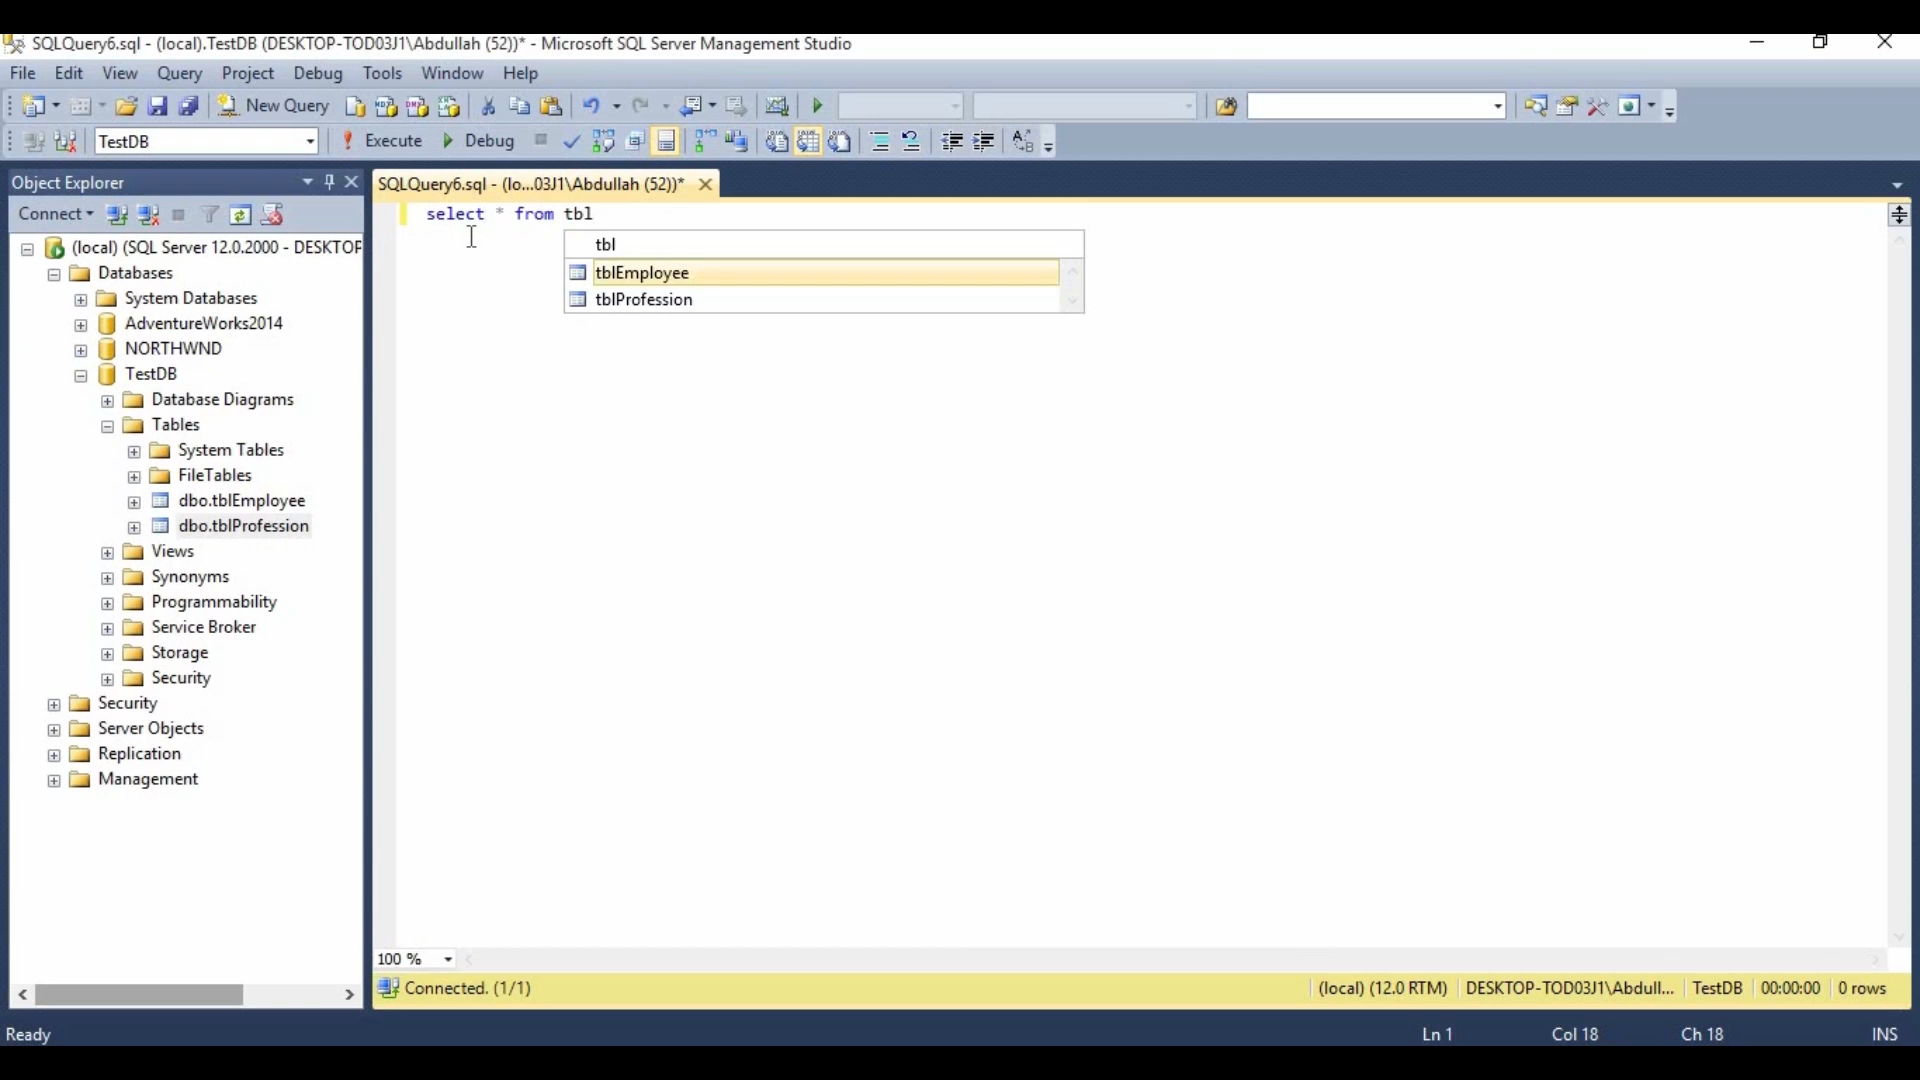 SQLQuery6.sql - (local).TestDB (DESKTOP-TOD03J1\Abdullah (52))* - Microsoft SQL Server Management Studio
File Edit View Query Project Debug Tools Window Help
New Query
TestDB Execute Debug
Object Explorer
SQLQuery6.sql - (lo...03J1\Abdullah (52))*
Connect
select * from tbl
tbl
tblEmployee
tblProfession
(local) (SQL Server 12.0.2000 - DESKTOP
Databases
System Databases
AdventureWorks2014
NORTHWND
TestDB
Database Diagrams
Tables
System Tables
FileTables
dbo.tblEmployee
dbo.tblProfession
Views
Synonyms
Programmability
Service Broker
Storage
Security
Security
Server Objects
Replication
Management
100 %
Connected. (1/1)
(local) (12.0 RTM) DESKTOP-TOD03J1\Abdull... TestDB 00:00:00 0 rows
Ready Ln 1 Col 18 Ch 18 INS